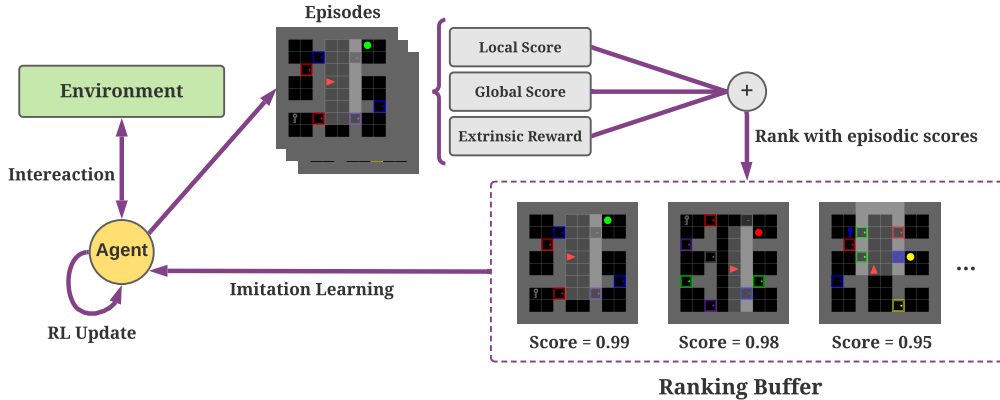 Episodes
Environment
Local Score
Global Score
Extrinsic Reward
+
Rank with episodic scores
Intereaction
Agent
Imitation Learning
RL Update
Score = 0.99
Score = 0.98
Score = 0.95
...
Ranking Buffer